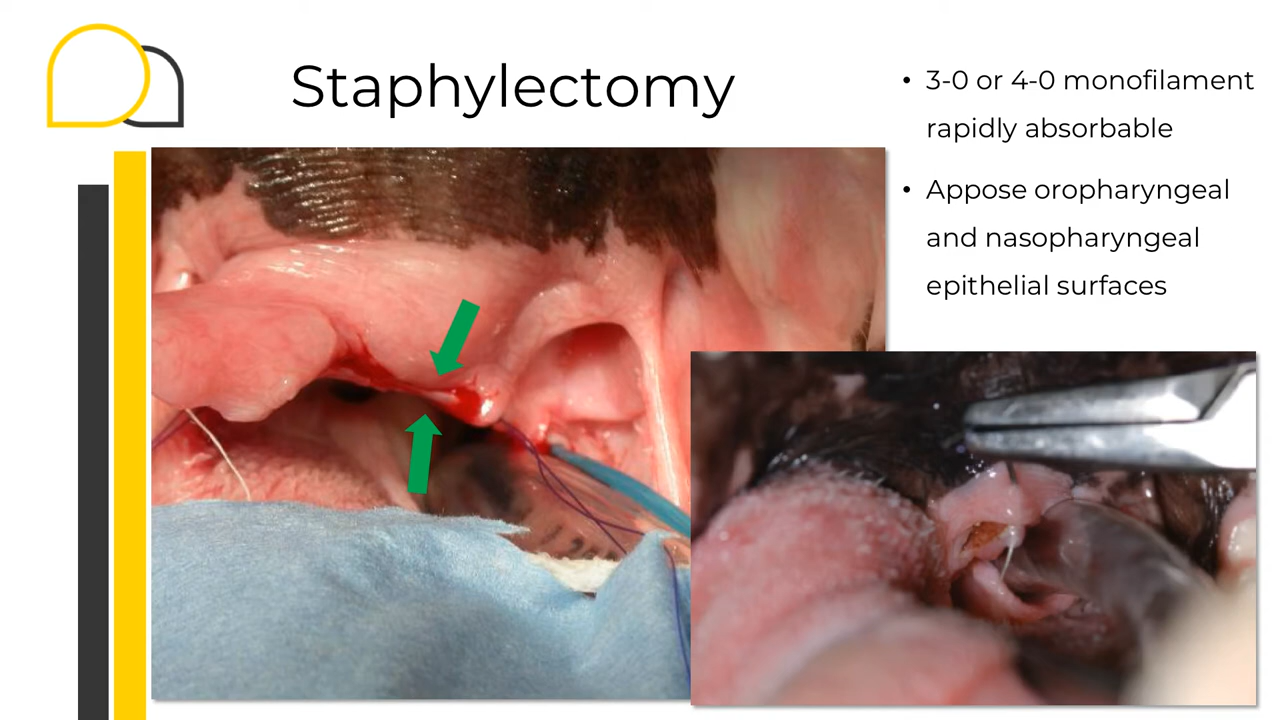 Staphylectomy
• 3-0 or 4-0 monofilament
rapidly absorbable
• Appose oropharyngeal
and nasopharyngeal
epithelial surfaces